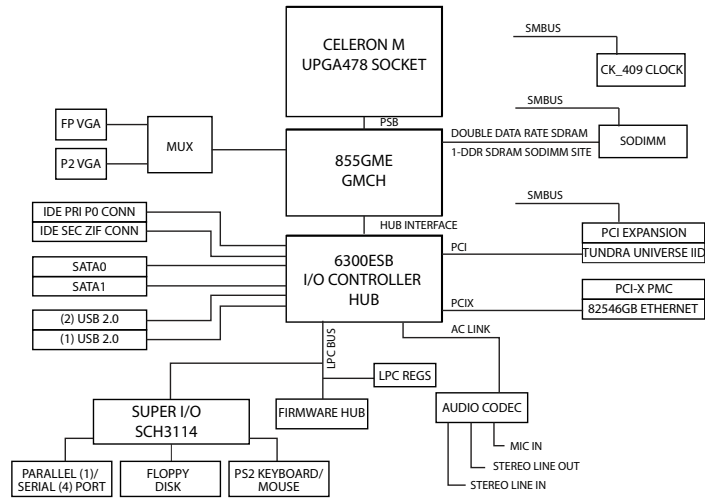 CELERON M
UPGA478 SOCKET
SMBUS
CK_409 CLOCK
PSB
FP VGA
P2 VGA
MUX
855GME
GMCH
SMBUS
DOUBLE DATA RATE SDRAM
1-DDR SDRAM SODIMM SITE
SODIMM
HUB INTERFACE
SMBUS
IDE PRI P0 CONN
IDE SEC ZIF CONN
SATA0
SATA1
(2) USB 2.0
(1) USB 2.0
6300ESB
I/O CONTROLLER
HUB
PCI
PCI EXPANSION
TUNDRA UNIVERSE IID
PCIX
PCI-X PMC
82546GB ETHERNET
LPC BUS
AC LINK
LPC REGS
SUPER I/O
SCH3114
FIRMWARE HUB
AUDIO CODEC
MIC IN
STEREO LINE OUT
STEREO LINE IN
PARALLEL (1)/
SERIAL (4) PORT
FLOPPY
DISK
PS2 KEYBOARD/
MOUSE